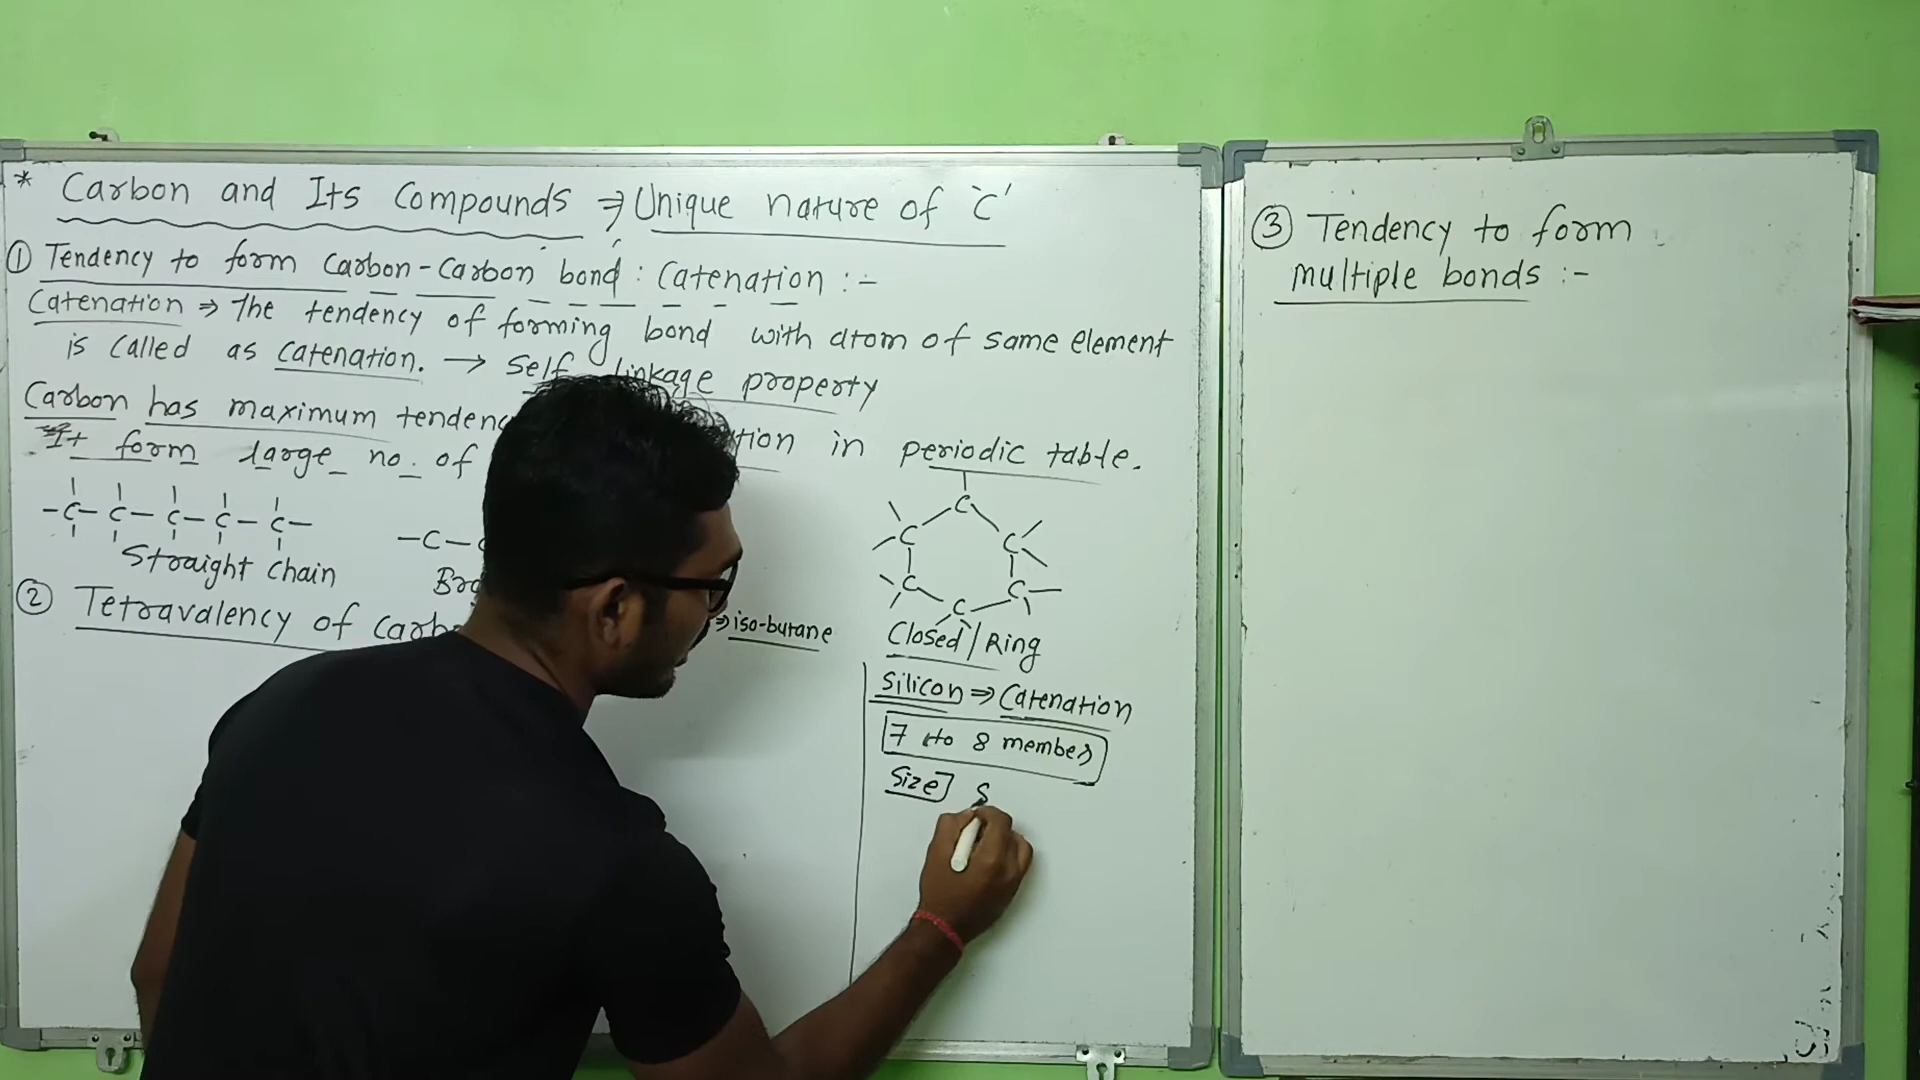 * Carbon and Its Compounds ⇒ Unique nature of 'C'
① Tendency to form Carbon-Carbon bond : Catenation :-
Catenation ⇒ The tendency of forming bond with atom of same element
is called as catenation. → Self linkage property
Carbon has maximum in periodic table.
It form large no. of
-C-C-C-C-C-
Straight Chain
-C-
C
C C
C C
C
Closed / Ring
② Tetravalency of
⇒ iso-butane
Silicon ⇒ Catenation
7 to 8 member
Size S
③ Tendency to form
multiple bonds :-